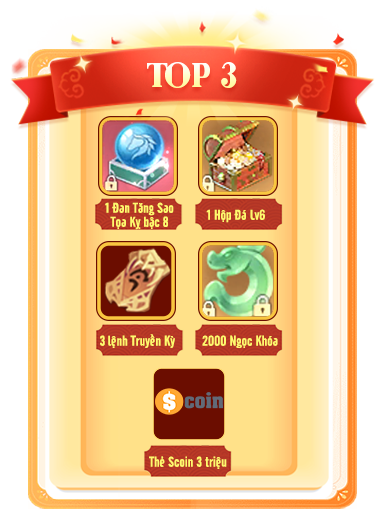 TOP 3
1 Đan Tăng Sao
Tọa Kỵ bậc 8
1 Hộp Đá Lv6
3 lệnh Truyền Kỳ
2000 Ngọc Khóa
$coin
Thẻ Scoin 3 triệu